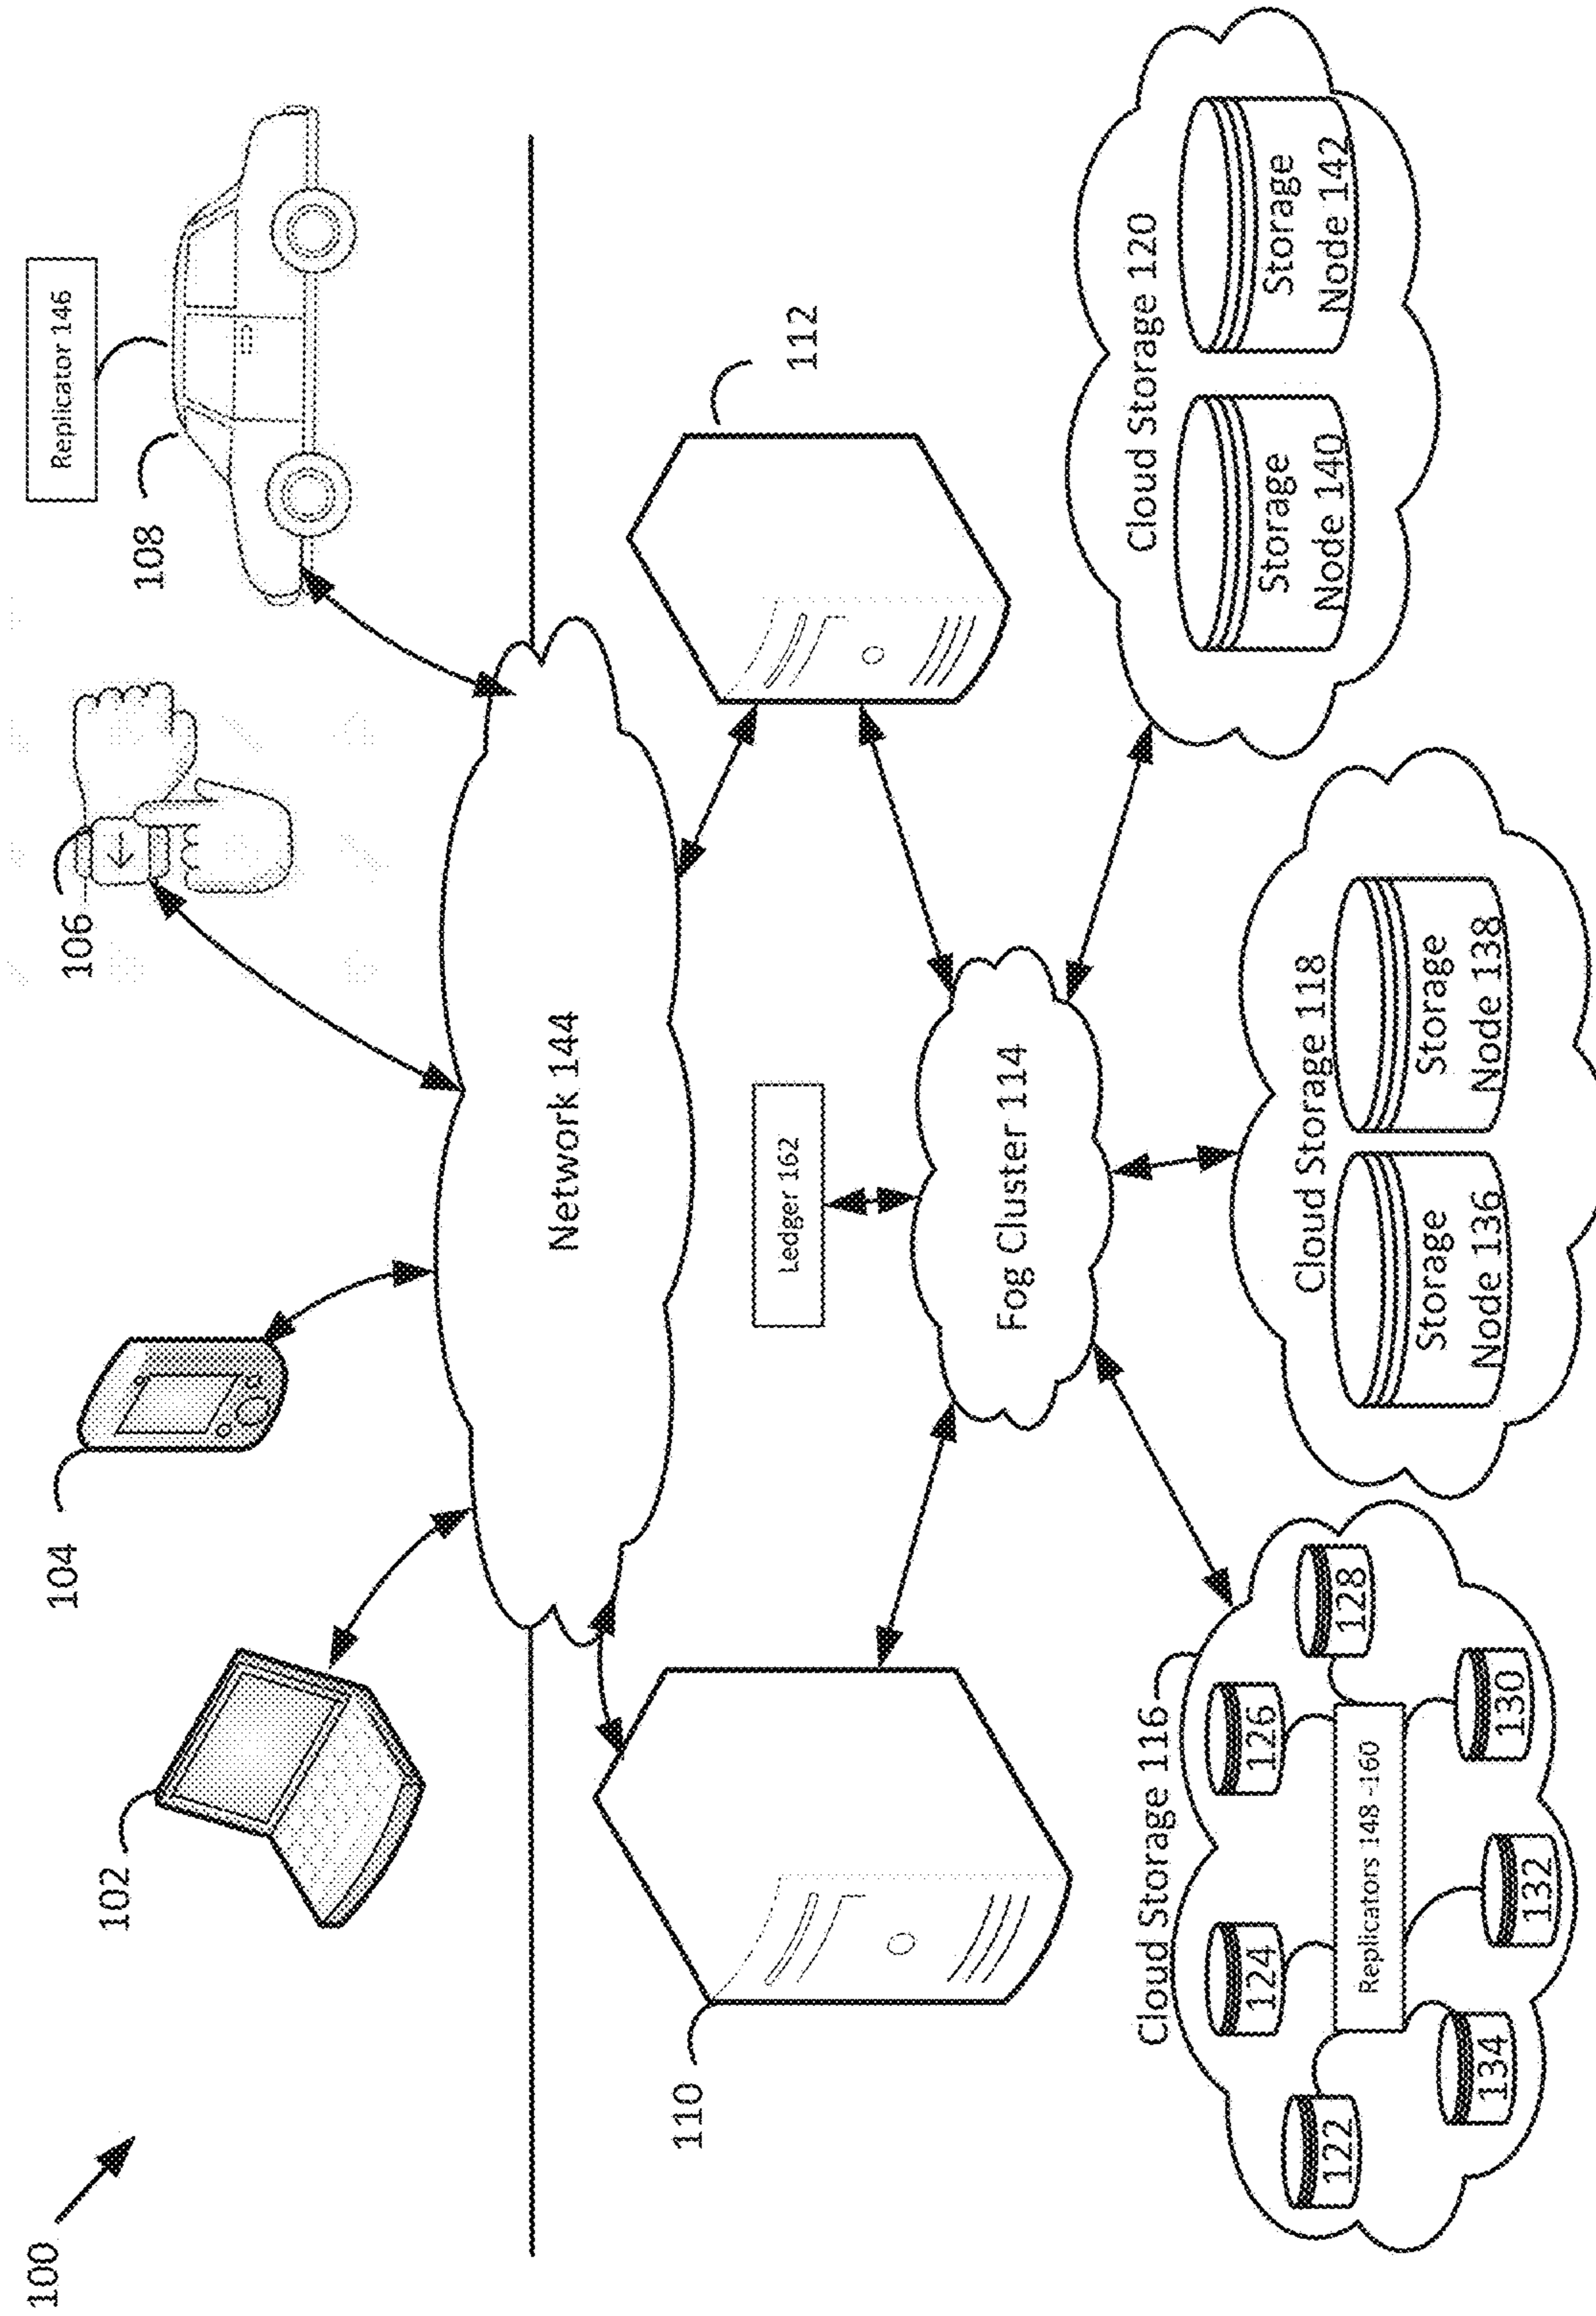 100
102
104
106
108
Replicator 146
Network 144
110
112
Ledger 162
Fog Cluster 114
Cloud Storage 116
122
124
126
128
Replicators 148 -160
130
132
134
Cloud Storage 118
Storage
Node 136
Storage
Node 138
Cloud Storage 120
Storage
Node 140
Storage
Node 142